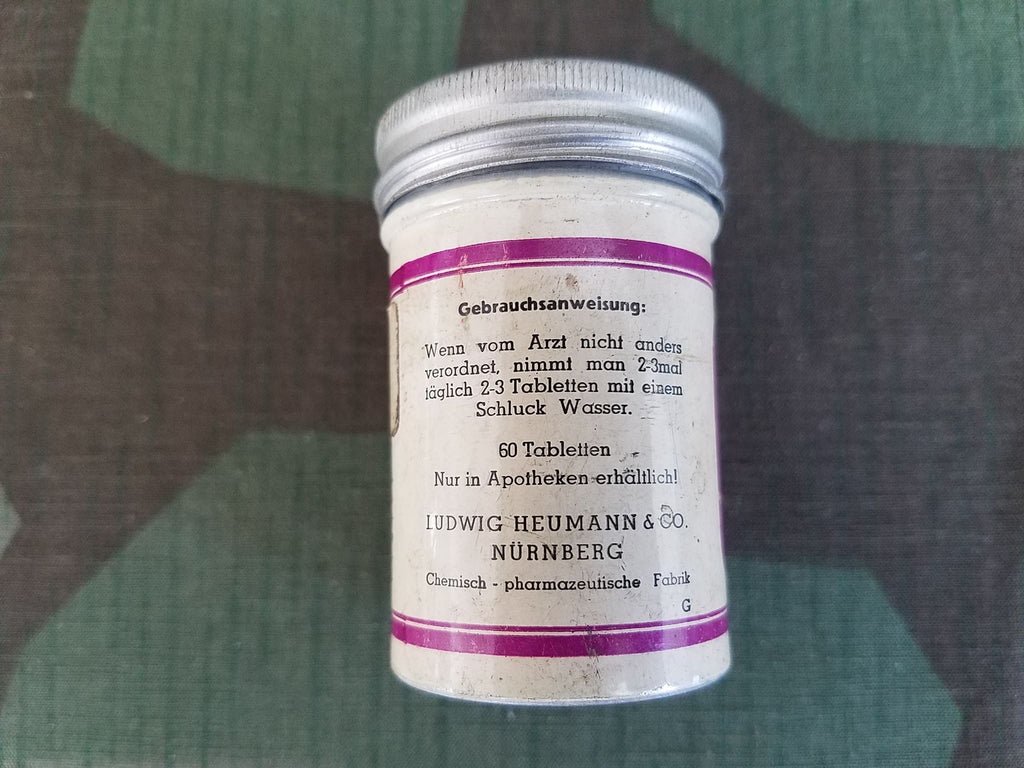 Gebrauchsanweisung:
Wenn vom Arzt nicht anders
verordnet, nimmt man 2-3mal
täglich 2-3 Tabletten mit einem
Schluck Wasser.
60 Tabletten
Nur in Apotheken erhältlich!
LUDWIG HEUMANN & CO.
NÜRNBERG
Chemisch - pharmazeutische Fabrik
G